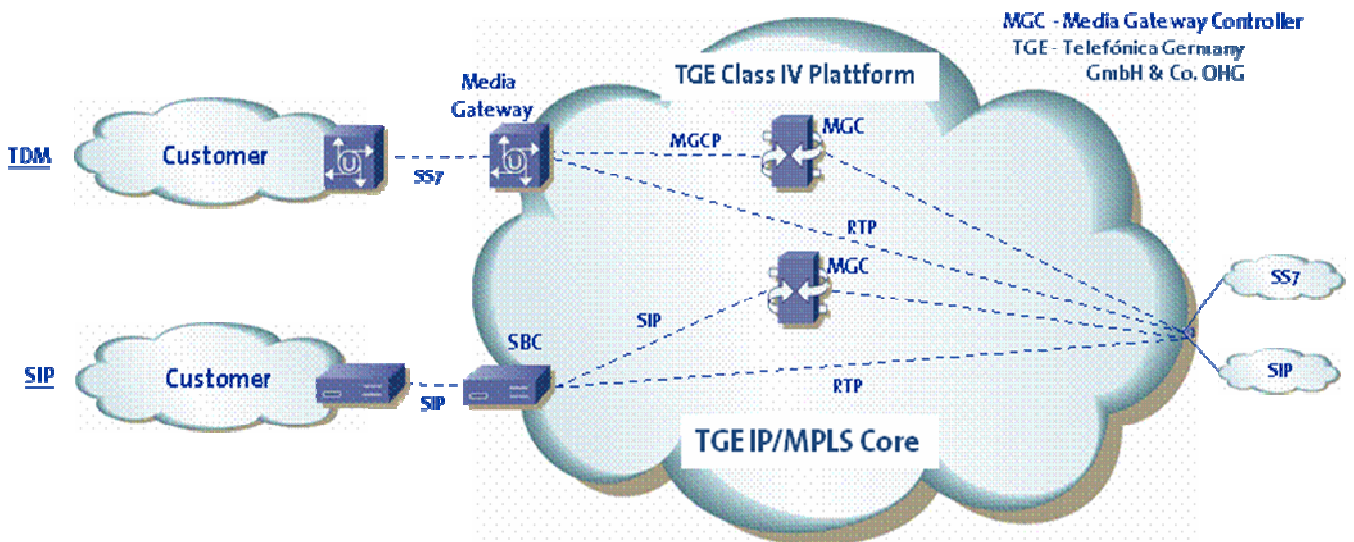 MGC - Media Gateway Controller
TGE - Telefónica Germany
GmbH & Co. OHG
TGE Class IV Plattform
Media
Gateway
MGC
MGCP
TDM
Customer
SS7
RTP
MGC
SS7
SIP
SBC
SIP
Customer
SIP
SIP
RTP
TGE IP/MPLS Core